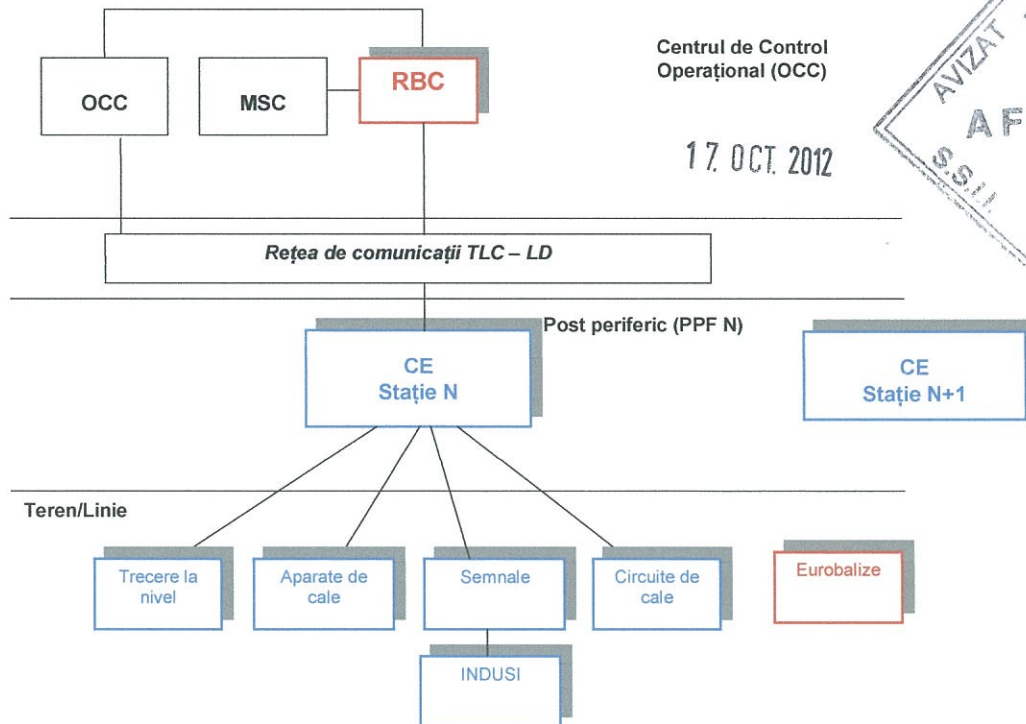 Centrul de Control
Operațional (OCC)
OCC
MSC
RBC
17. OCT. 2012
AVIZAT
AF
S.S.I.I.
Rețea de comunicații TLC – LD
Post periferic (PPF N)
CE
Stație N
CE
Stație N+1
Teren/Linie
Trecere la
nivel
Aparate de
cale
Semnale
Circuite de
cale
Eurobalize
INDUSI